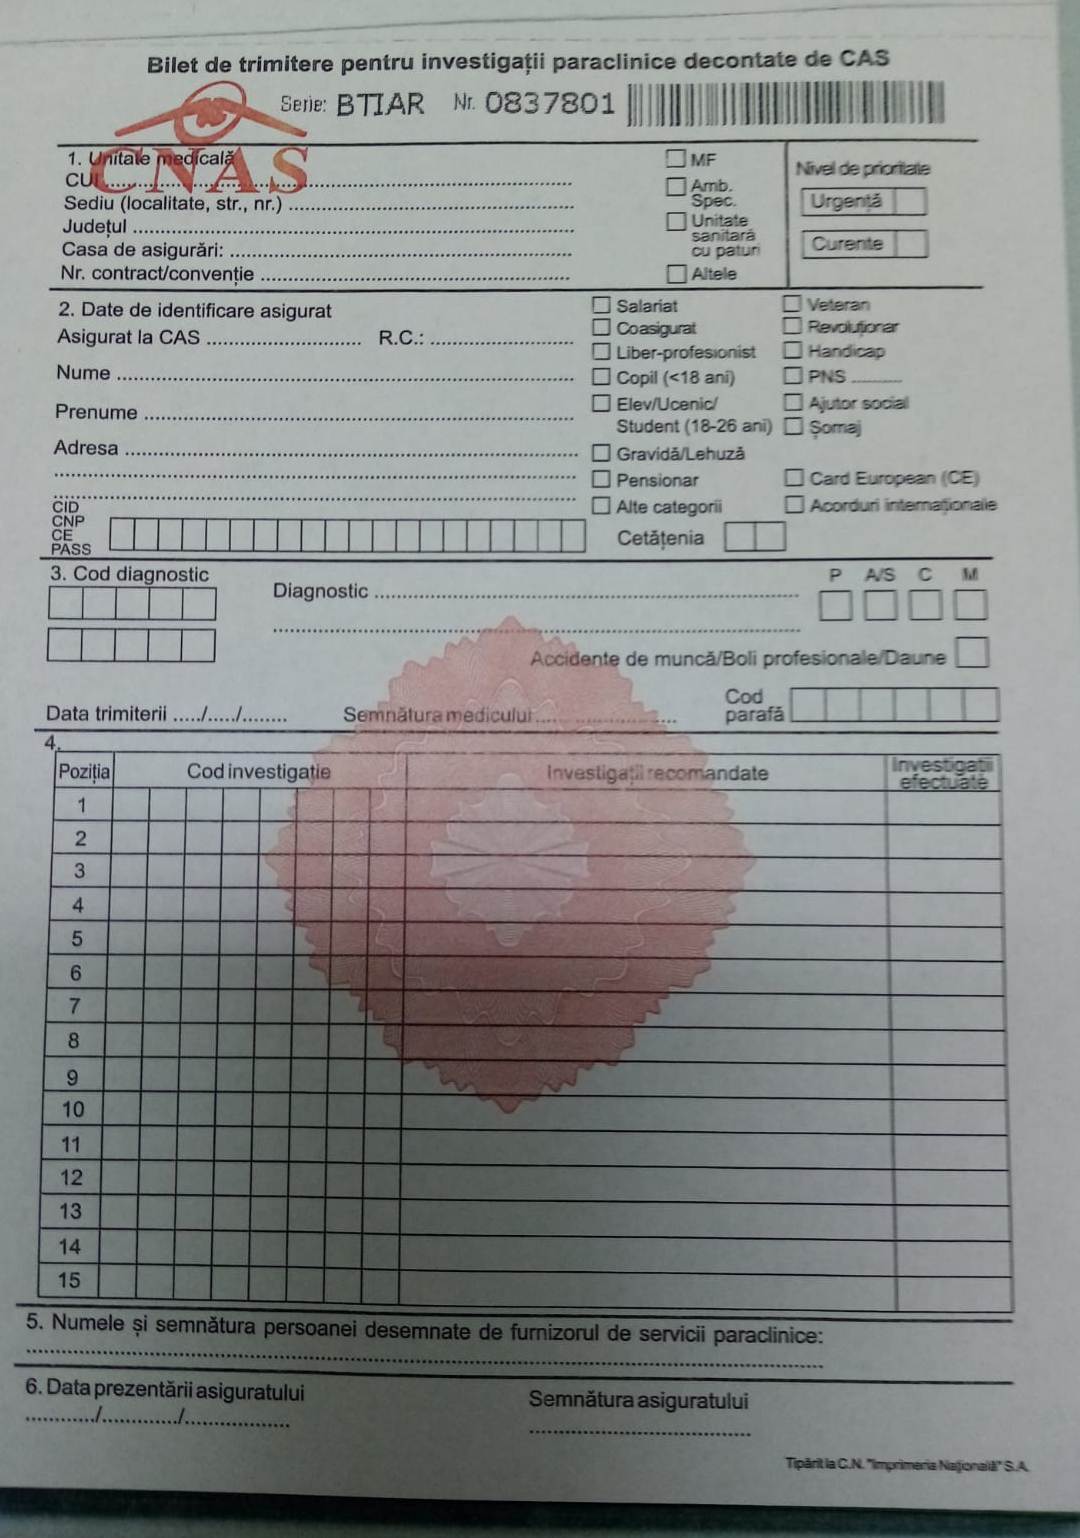 Bilet de trimitere pentru investigații paraclinice decontate de CAS
Serie: BTIAR Nr. 0837801
CNAS
1. Unitate medicală
CUI ..........
Sediu (localitate, str., nr.) ..........
Județul ..........
Casa de asigurări: ..........
Nr. contract/convenție ..........
MF
Amb. Spec.
Unitate sanitară cu paturi
Altele
Nivel de prioritate
Urgență
Curente
2. Date de identificare asigurat
Asigurat la CAS .......... R.C.: ..........
Nume ..........
Prenume ..........
Adresa ..........
CID
CNP
CE
PASS
Salariat
Coasigurat
Liber-profesionist
Copil (<18 ani)
Elev/Ucenic/
Student (18-26 ani)
Gravidă/Lehuză
Pensionar
Alte categorii
Veteran
Revoluționar
Handicap
PNS ..........
Ajutor social
Șomaj
Card European (CE)
Acorduri internaționale
Cetățenia
3. Cod diagnostic
Diagnostic ..........
P A/S C M
Accidente de muncă/Boli profesionale/Daune
Data trimiterii ...../...../........ Semnătura medicului .......... Cod parafă
4.
Poziția Cod investigație Investigații recomandate Investigații efectuate
1
2
3
4
5
6
7
8
9
10
11
12
13
14
15
5. Numele și semnătura persoanei desemnate de furnizorul de servicii paraclinice:
6. Data prezentării asiguratului Semnătura asiguratului
............/............./..................
Tipărit la C.N. "Imprimeria Națională" S.A.